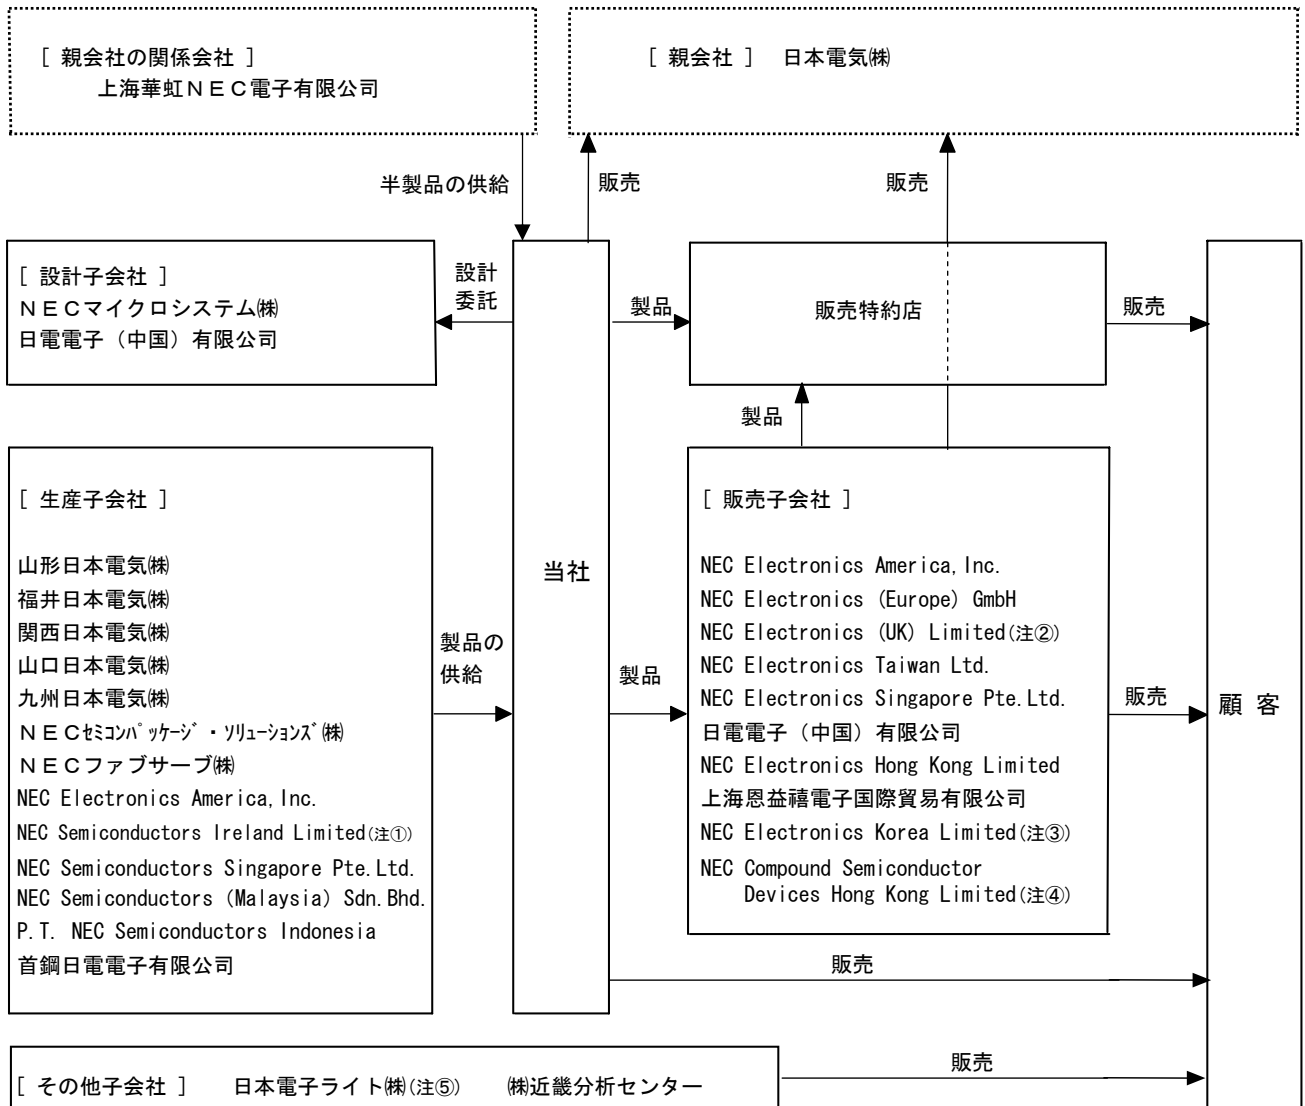 [ 親会社の関係会社 ]
上海華虹ＮＥＣ電子有限公司
[ 親会社 ] 日本電気㈱
半製品の供給
販売
販売
[ 設計子会社 ]
ＮＥＣマイクロシステム㈱
日電電子（中国）有限公司
設計
委託
製品
販売特約店
販売
製品
[ 生産子会社 ]
山形日本電気㈱
福井日本電気㈱
関西日本電気㈱
山口日本電気㈱
九州日本電気㈱
ＮＥＣｾﾐｺﾝﾊﾟｯｹｰｼﾞ・ｿﾘｭｰｼｮﾝｽﾞ㈱
ＮＥＣファブサーブ㈱
NEC Electronics America,Inc.
NEC Semiconductors Ireland Limited(注①)
NEC Semiconductors Singapore Pte.Ltd.
NEC Semiconductors (Malaysia) Sdn.Bhd.
P.T. NEC Semiconductors Indonesia
首鋼日電電子有限公司
製品の
供給
当社
製品
[ 販売子会社 ]
NEC Electronics America,Inc.
NEC Electronics (Europe) GmbH
NEC Electronics (UK) Limited(注②)
NEC Electronics Taiwan Ltd.
NEC Electronics Singapore Pte.Ltd.
日電電子（中国）有限公司
NEC Electronics Hong Kong Limited
上海恩益禧電子国際貿易有限公司
NEC Electronics Korea Limited(注③)
NEC Compound Semiconductor
Devices Hong Kong Limited(注④)
販売
顧 客
販売
[ その他子会社 ] 日本電子ライト㈱(注⑤) ㈱近畿分析センター
販売